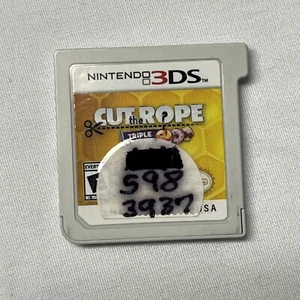 NINTENDO 3DS
CUT the ROPE
TRIPLE
598
3937
USA